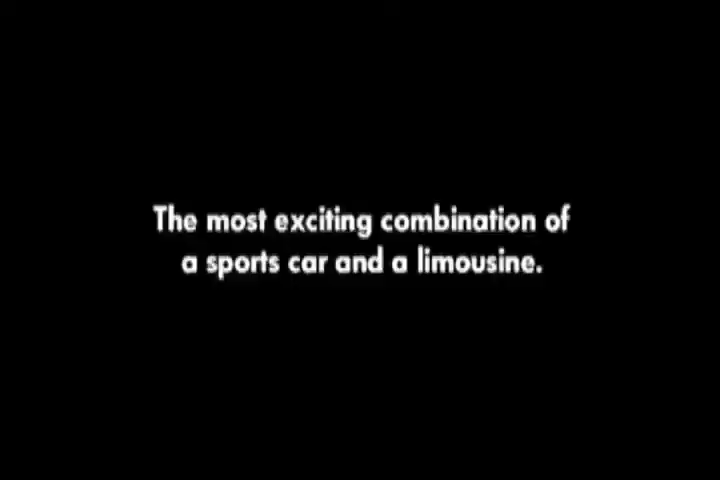 The most exciting combination of
a sports car and a limousine.